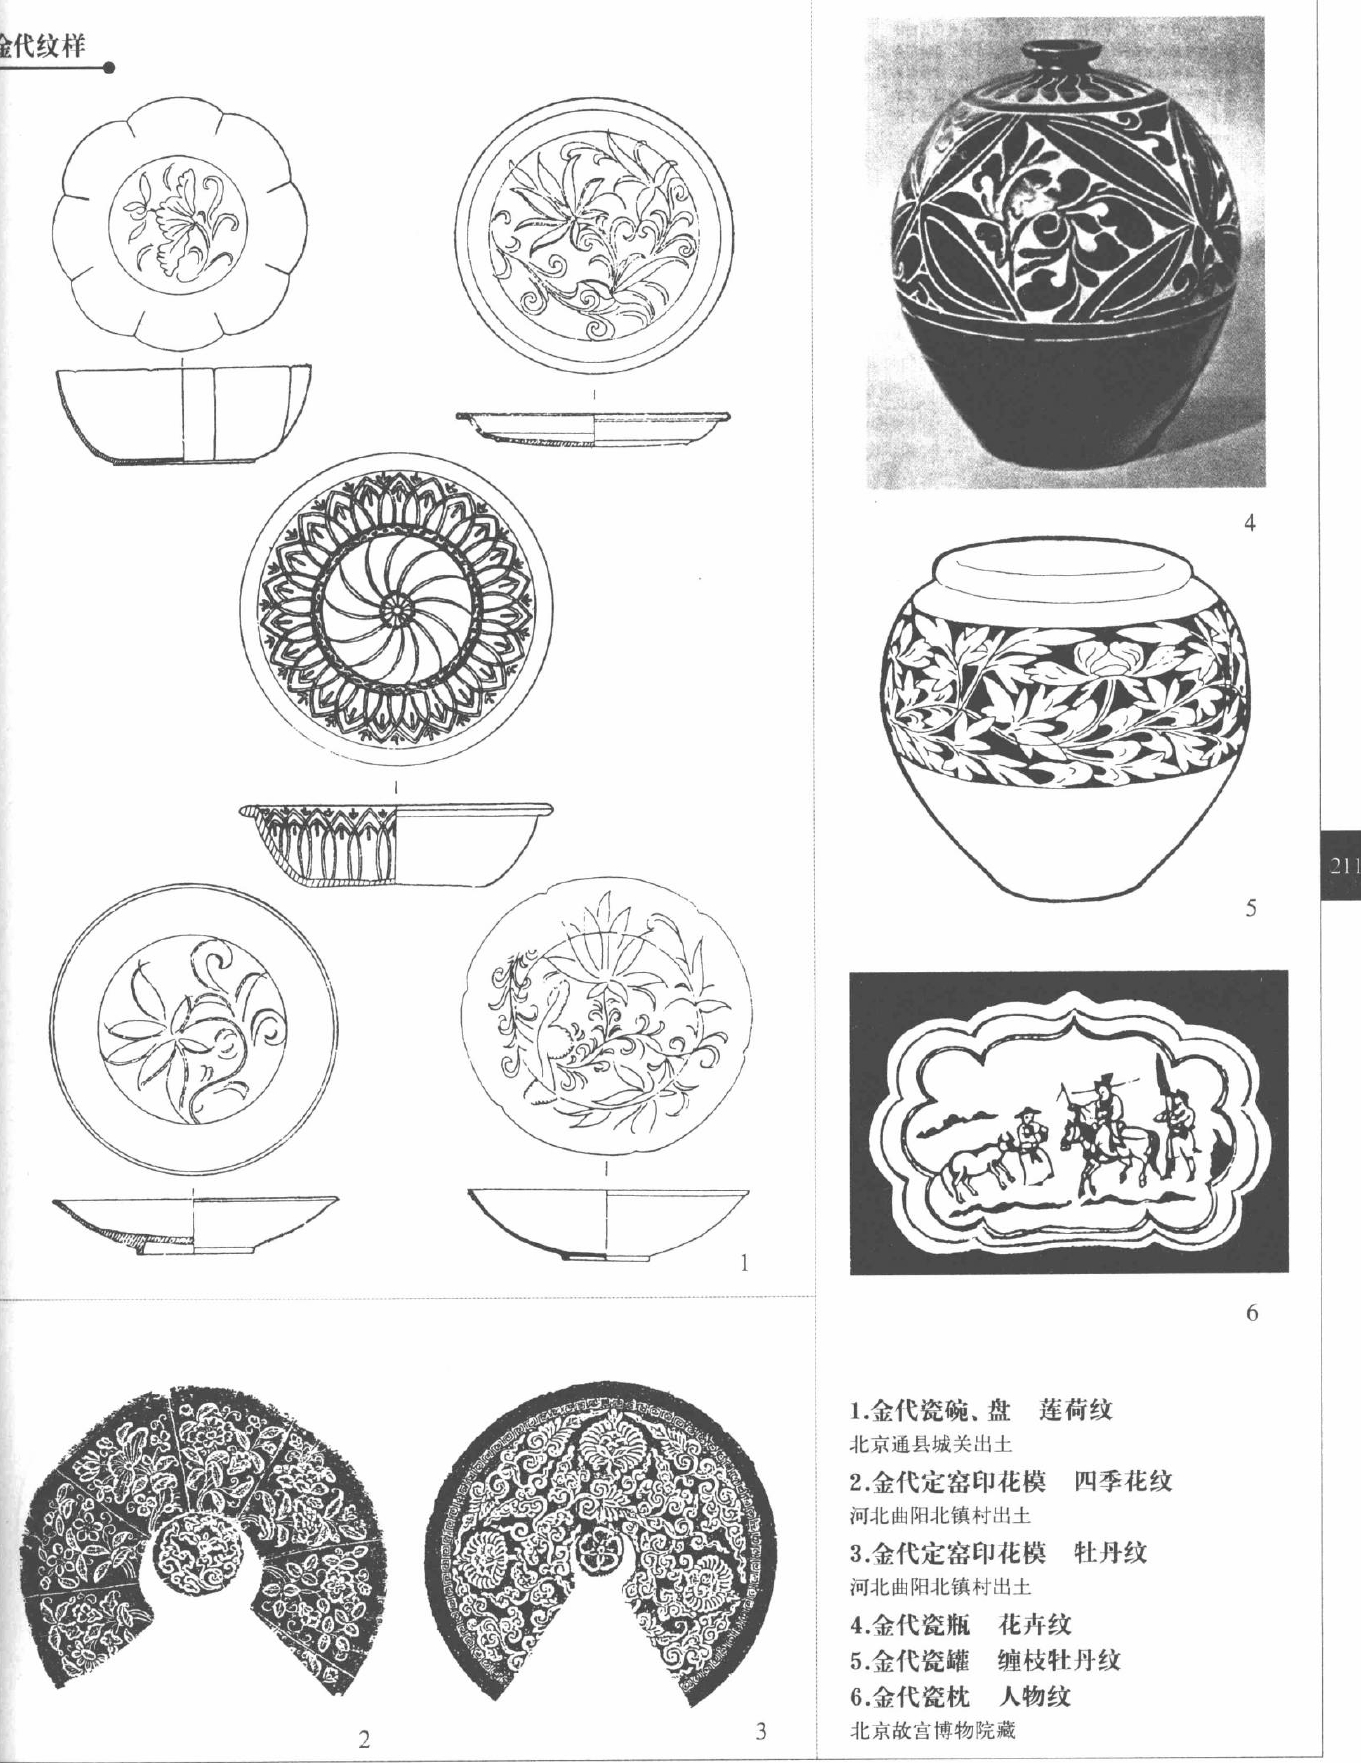 金代纹样
4
5
211
6
1
2
3
1.金代瓷碗、盘 莲荷纹
北京通县城关出土
2.金代定窑印花模 四季花纹
河北曲阳北镇村出土
3.金代定窑印花模 牡丹纹
河北曲阳北镇村出土
4.金代瓷瓶 花卉纹
5.金代瓷罐 缠枝牡丹纹
6.金代瓷枕 人物纹
北京故宫博物院藏